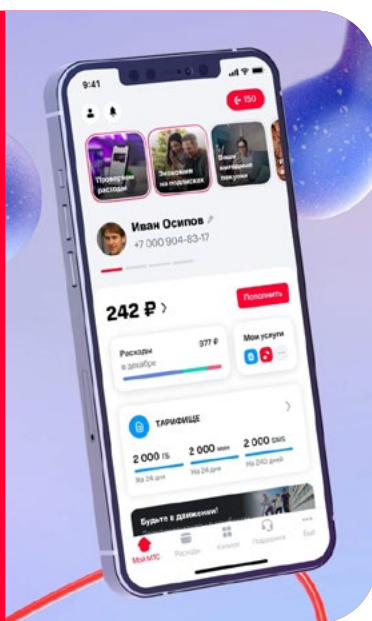 9:41
150
Проверяем
расходы
Экономия
на подписках
Ваши
выгодные
покупки
Иван Осипов
+7 000 904-83-17
242 ₽
Пополнить
Расходы
977 ₽
в декабре
Мои услуги
ТАРИФИЩЕ
2 000 ГБ
2 000 мин
2 000 SMS
На 24 дня
На 24 дня
На 240 дней
Будьте в движении!
Мой МТС
Расходы
Каталог
Поддержка
Ещё